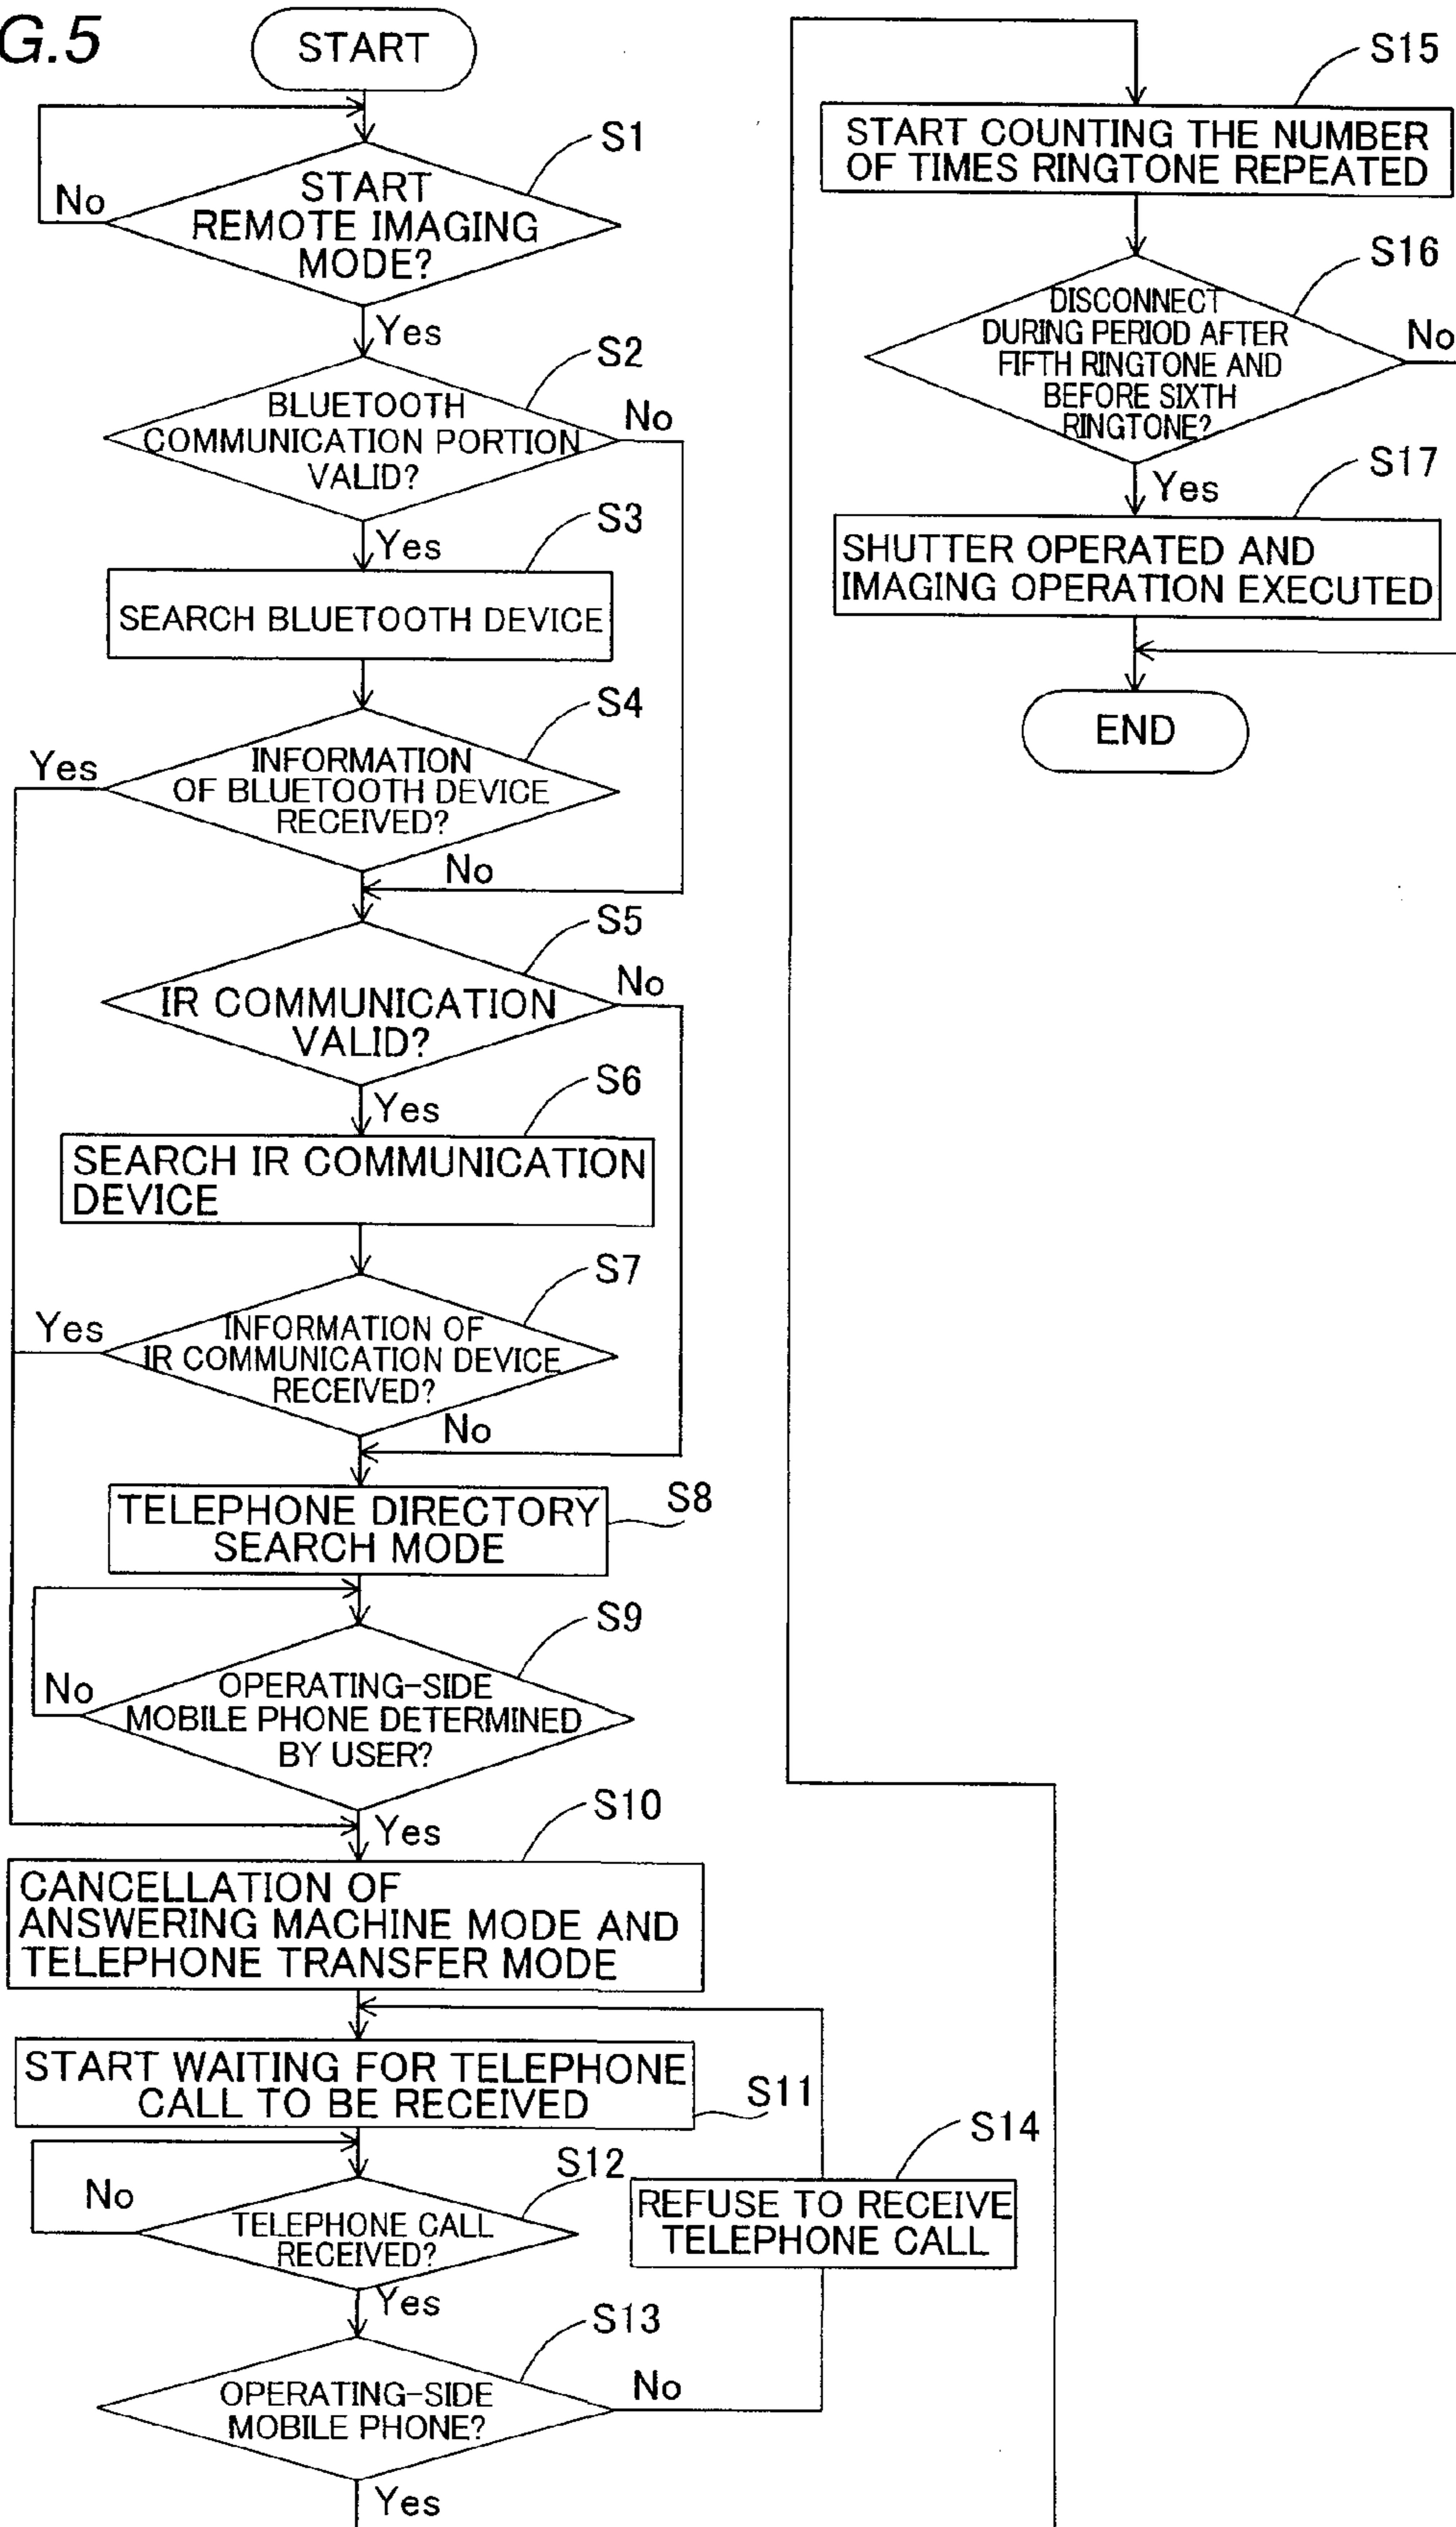 G.5
START
S1
START
REMOTE IMAGING
MODE?
No
Yes
S2
BLUETOOTH
COMMUNICATION PORTION
VALID?
No
Yes
S3
SEARCH BLUETOOTH DEVICE
S4
INFORMATION
OF BLUETOOTH DEVICE
RECEIVED?
Yes
No
S5
IR COMMUNICATION
VALID?
No
Yes
S6
SEARCH IR COMMUNICATION
DEVICE
S7
INFORMATION OF
IR COMMUNICATION DEVICE
RECEIVED?
Yes
No
S8
TELEPHONE DIRECTORY
SEARCH MODE
S9
OPERATING-SIDE
MOBILE PHONE DETERMINED
BY USER?
No
Yes
S10
CANCELLATION OF
ANSWERING MACHINE MODE AND
TELEPHONE TRANSFER MODE
START WAITING FOR TELEPHONE
CALL TO BE RECEIVED
S11
S12
TELEPHONE CALL
RECEIVED?
No
Yes
S13
OPERATING-SIDE
MOBILE PHONE?
No
Yes
S14
REFUSE TO RECEIVE
TELEPHONE CALL
S15
START COUNTING THE NUMBER
OF TIMES RINGTONE REPEATED
S16
DISCONNECT
DURING PERIOD AFTER
FIFTH RINGTONE AND
BEFORE SIXTH
RINGTONE?
No
Yes
S17
SHUTTER OPERATED AND
IMAGING OPERATION EXECUTED
END